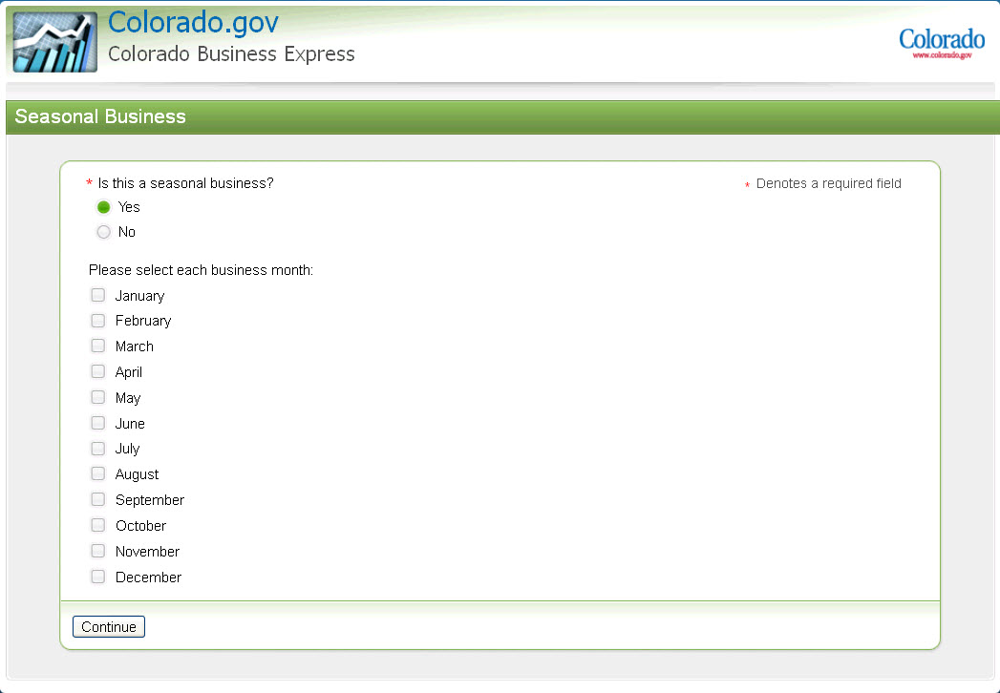 Colorado.gov
Colorado Business Express
Colorado
www.colorado.gov
Seasonal Business
* Is this a seasonal business?
* Denotes a required field
Yes
No
Please select each business month:
January
February
March
April
May
June
July
August
September
October
November
December
Continue